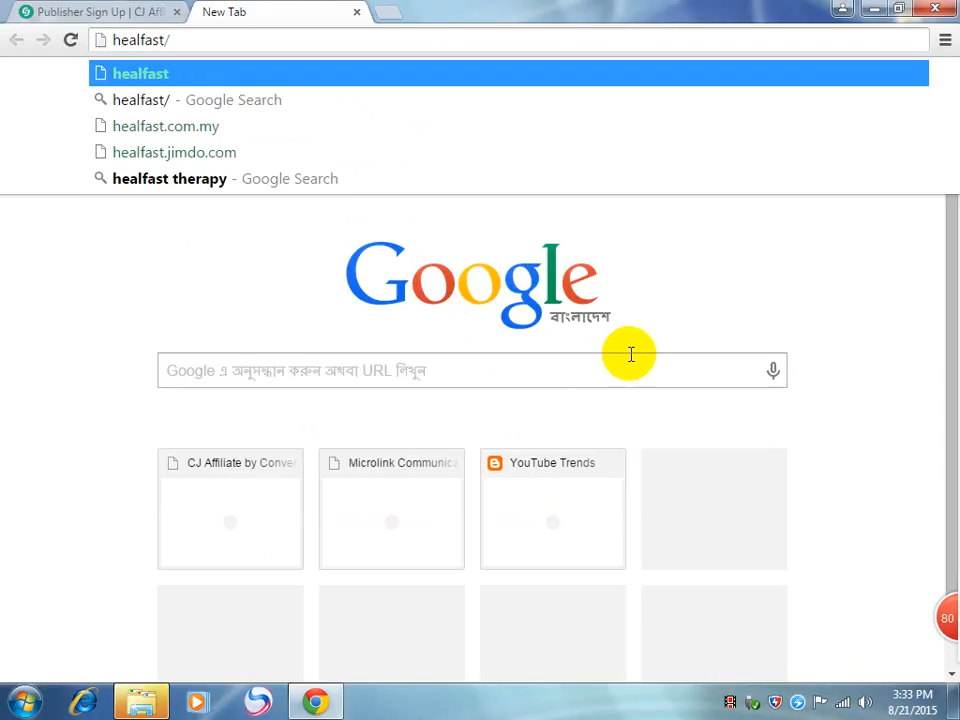 Publisher Sign Up | CJ Affi
New Tab
healfast/
healfast
healfast/ - Google Search
healfast.com.my
healfast.jimdo.com
healfast therapy - Google Search
Google
বাংলাদেশ
Google এ অনুসন্ধান করুন অথবা URL লিখুন
CJ Affiliate by Conver
Microlink Communica
YouTube Trends
80
3:33 PM
8/21/2015